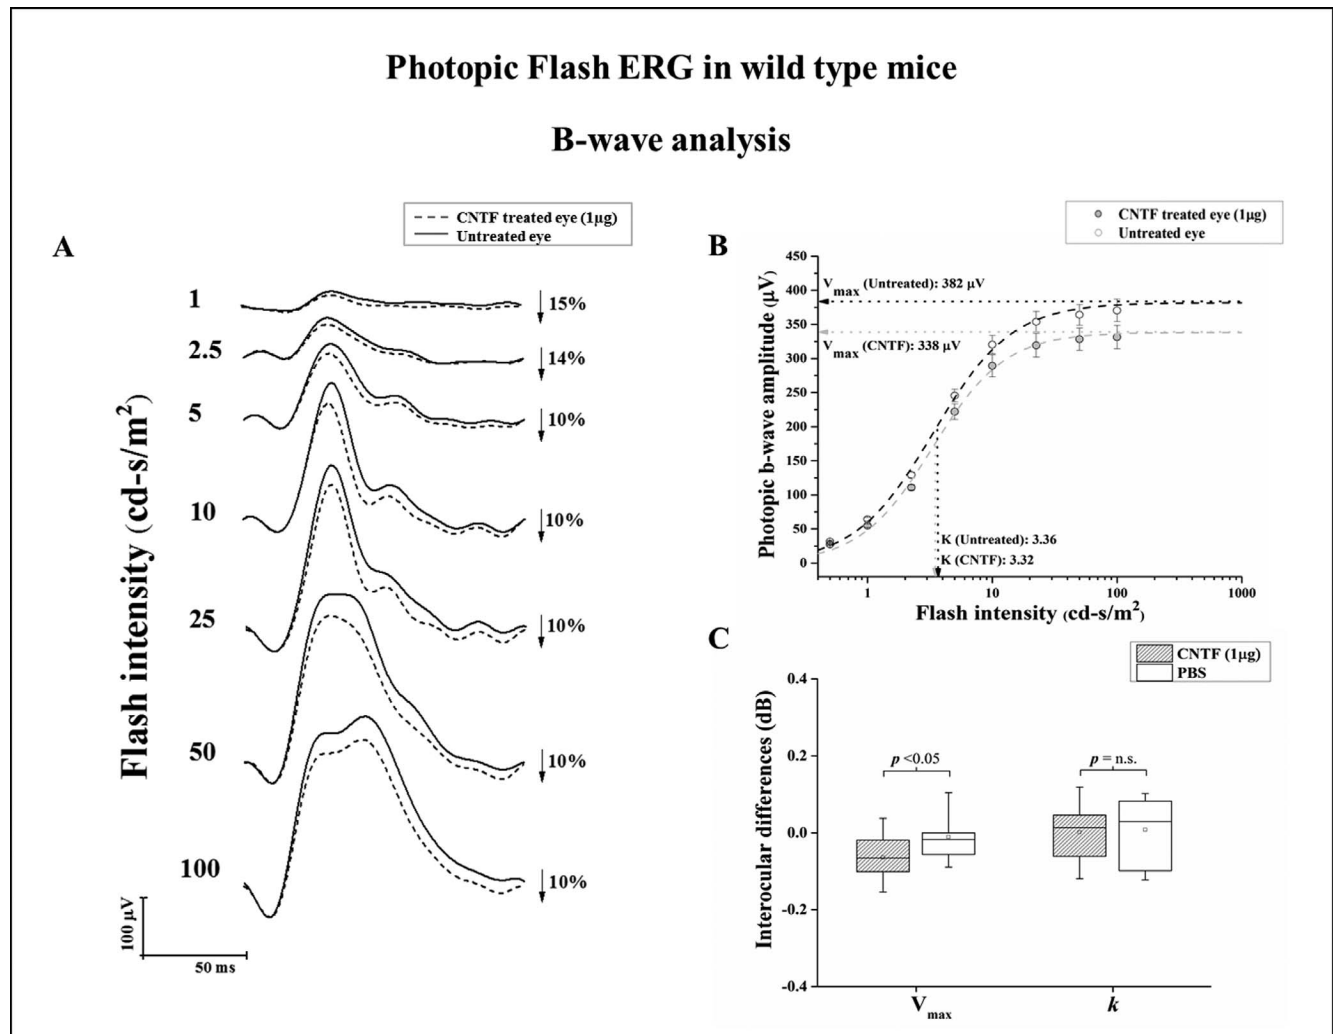 Photopic Flash ERG in wild type mice
B-wave analysis
A
CNTF treated eye (1μg)
Untreated eye
Flash intensity (cd-s/m²)
1
15%
2.5
14%
5
10%
10
10%
25
10%
50
10%
100
10%
100 μV
50 ms
B
CNTF treated eye (1μg)
Untreated eye
Photopic b-wave amplitude (μV)
450
400
350
300
250
200
150
100
50
0
Vmax (Untreated): 382 μV
Vmax (CNTF): 338 μV
K (Untreated): 3.36
K (CNTF): 3.32
1
10
100
1000
Flash intensity (cd-s/m²)
C
CNTF (1μg)
PBS
Interocular differences (dB)
0.4
0.2
0.0
-0.2
-0.4
p <0.05
p = n.s.
Vmax
k